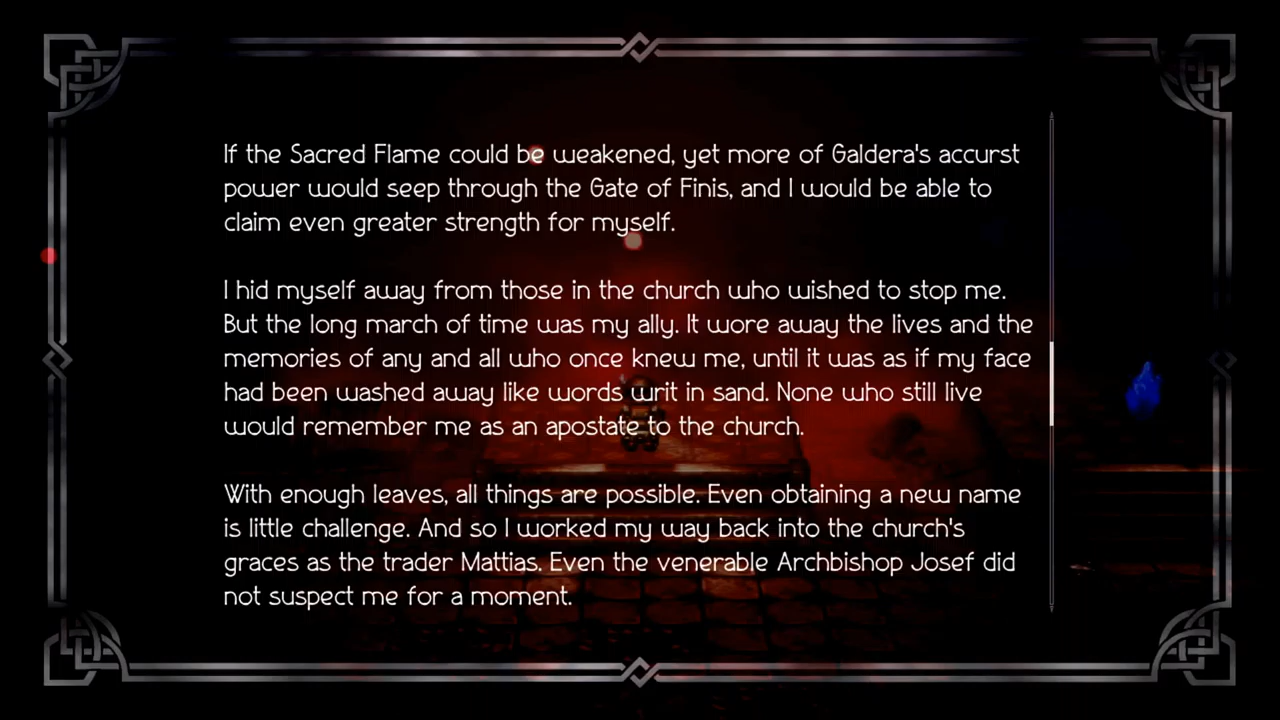 If the Sacred Flame could be weakened, yet more of Galdera's accurst
power would seep through the Gate of Finis, and I would be able to
claim even greater strength for myself.
I hid myself away from those in the church who wished to stop me.
But the long march of time was my ally. It wore away the lives and the
memories of any and all who once knew me, until it was as if my face
had been washed away like words writ in sand. None who still live
would remember me as an apostate to the church.
With enough leaves, all things are possible. Even obtaining a new name
is little challenge. And so I worked my way back into the church's
graces as the trader Mattias. Even the venerable Archbishop Josef did
not suspect me for a moment.